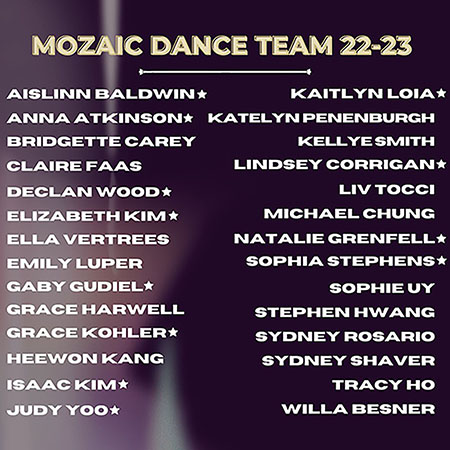 MOZAIC DANCE TEAM 22-23
AISLINN BALDWIN★
ANNA ATKINSON★
BRIDGETTE CAREY
CLAIRE FAAS
DECLAN WOOD★
ELIZABETH KIM★
ELLA VERTREES
EMILY LUPER
GABY GUDIEL★
GRACE HARWELL
GRACE KOHLER★
HEEWON KANG
ISAAC KIM★
JUDY YOO★
KAITLYN LOIA★
KATELYN PENENBURGH
KELLYE SMITH
LINDSEY CORRIGAN★
LIV TOCCI
MICHAEL CHUNG
NATALIE GRENFELL★
SOPHIA STEPHENS★
SOPHIE UY
STEPHEN HWANG
SYDNEY ROSARIO
SYDNEY SHAVER
TRACY HO
WILLA BESNER